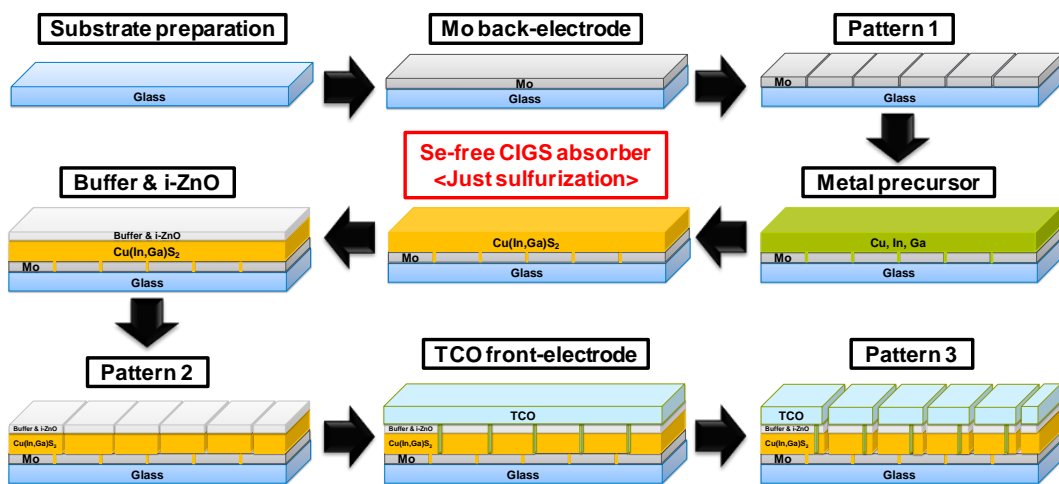 Substrate preparation
Glass
Mo back-electrode
Mo
Glass
Pattern 1
Mo
Glass
Metal precursor
Cu, In, Ga
Mo
Glass
Se-free CIGS absorber
<Just sulfurization>
Cu(In,Ga)S₂
Mo
Glass
Buffer & i-ZnO
Buffer & i-ZnO
Cu(In,Ga)S₂
Mo
Glass
Pattern 2
Buffer & i-ZnO
Cu(In,Ga)S₂
Mo
Glass
TCO front-electrode
TCO
Buffer & i-ZnO
Cu(In,Ga)S₂
Mo
Glass
Pattern 3
TCO
Buffer & i-ZnO
Cu(In,Ga)S₂
Mo
Glass